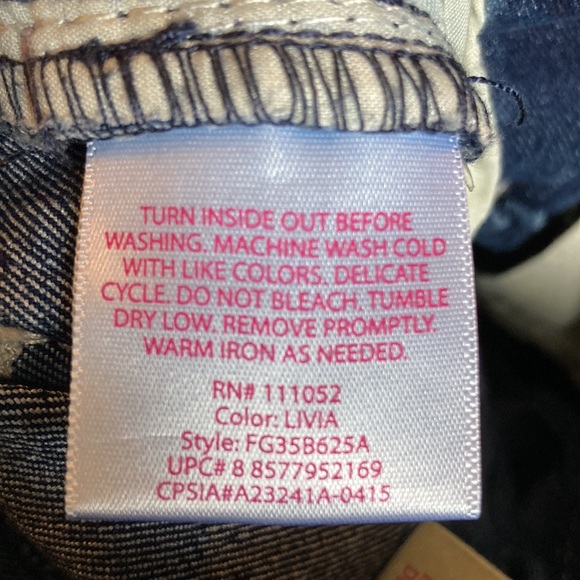 TURN INSIDE OUT BEFORE
WASHING. MACHINE WASH COLD
WITH LIKE COLORS. DELICATE
CYCLE. DO NOT BLEACH. TUMBLE
DRY LOW. REMOVE PROMPTLY.
WARM IRON AS NEEDED.
RN# 111052
Color: LIVIA
Style: FG35B625A
UPC# 8 8577952169
CPSIA#A23241A-0415